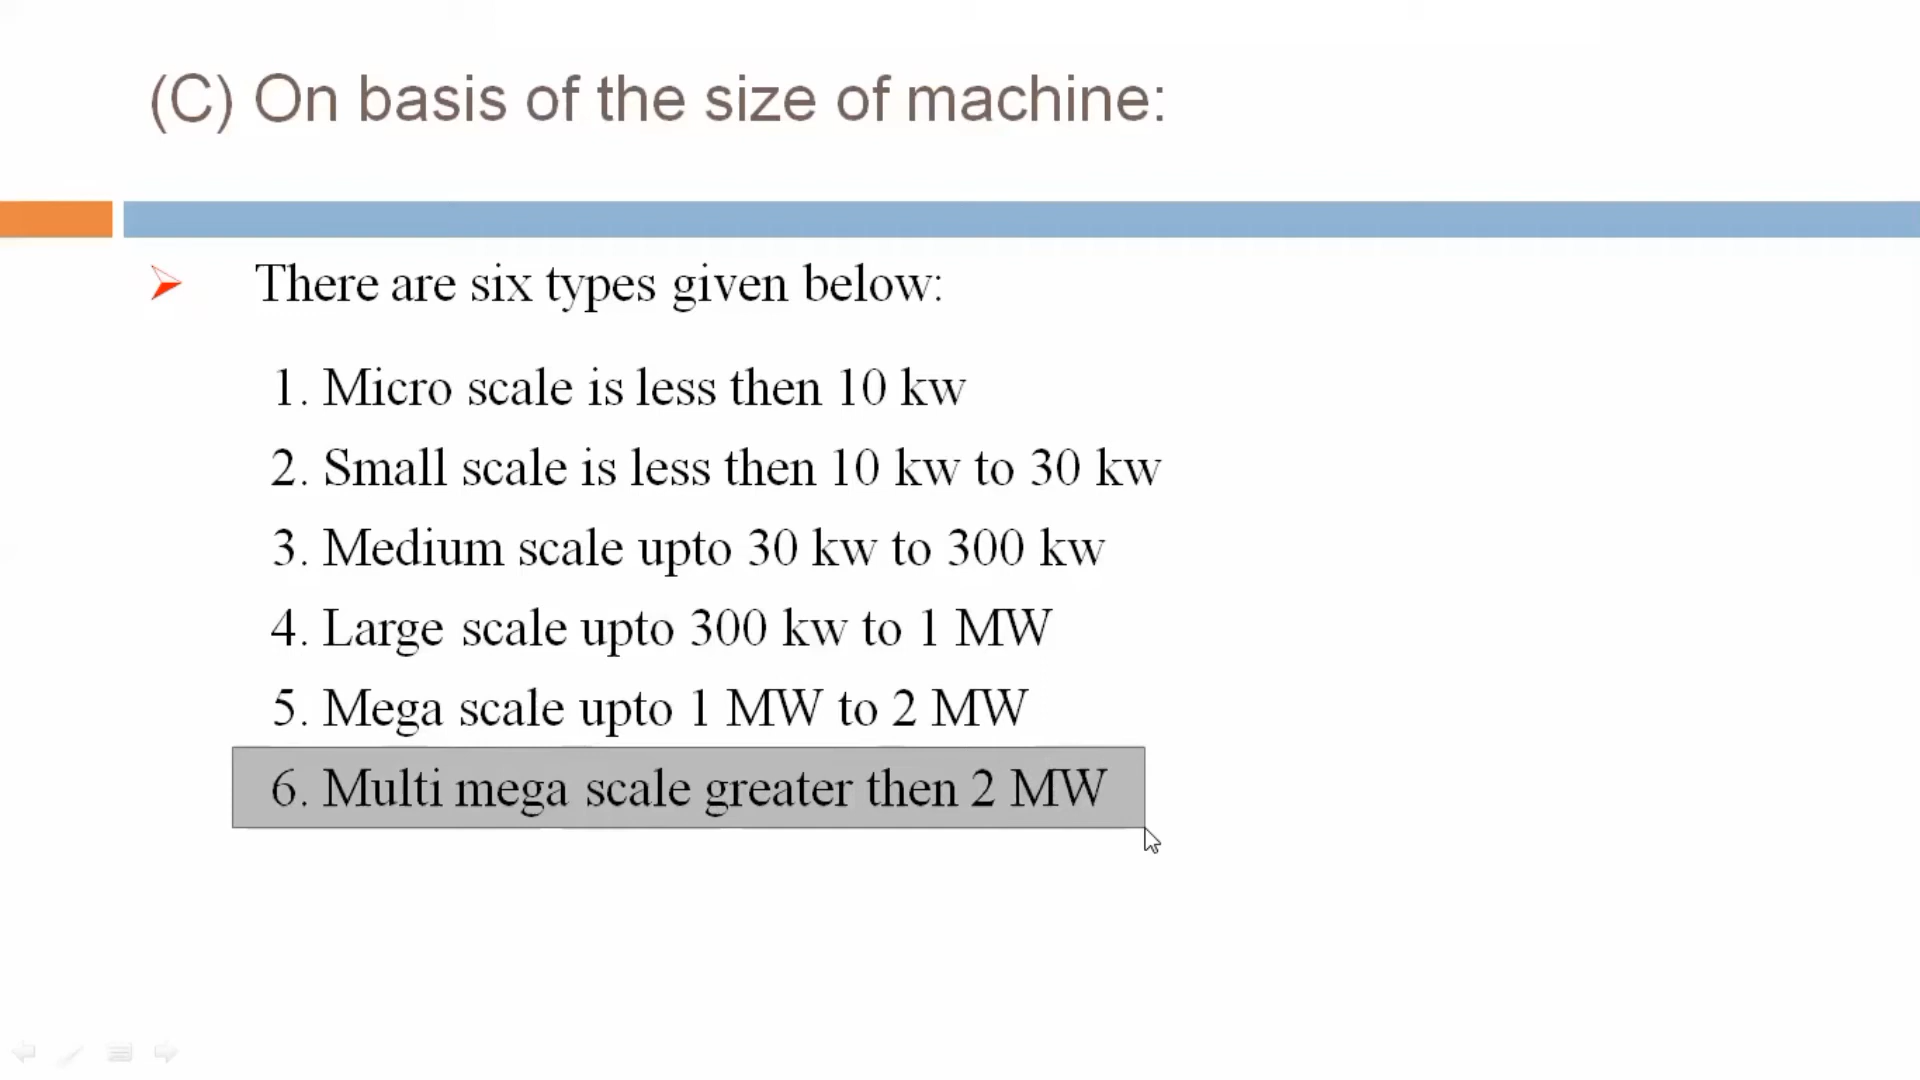 (C) On basis of the size of machine:
There are six types given below:
1. Micro scale is less then 10 kw
2. Small scale is less then 10 kw to 30 kw
3. Medium scale upto 30 kw to 300 kw
4. Large scale upto 300 kw to 1 MW
5. Mega scale upto 1 MW to 2 MW
6. Multi mega scale greater then 2 MW